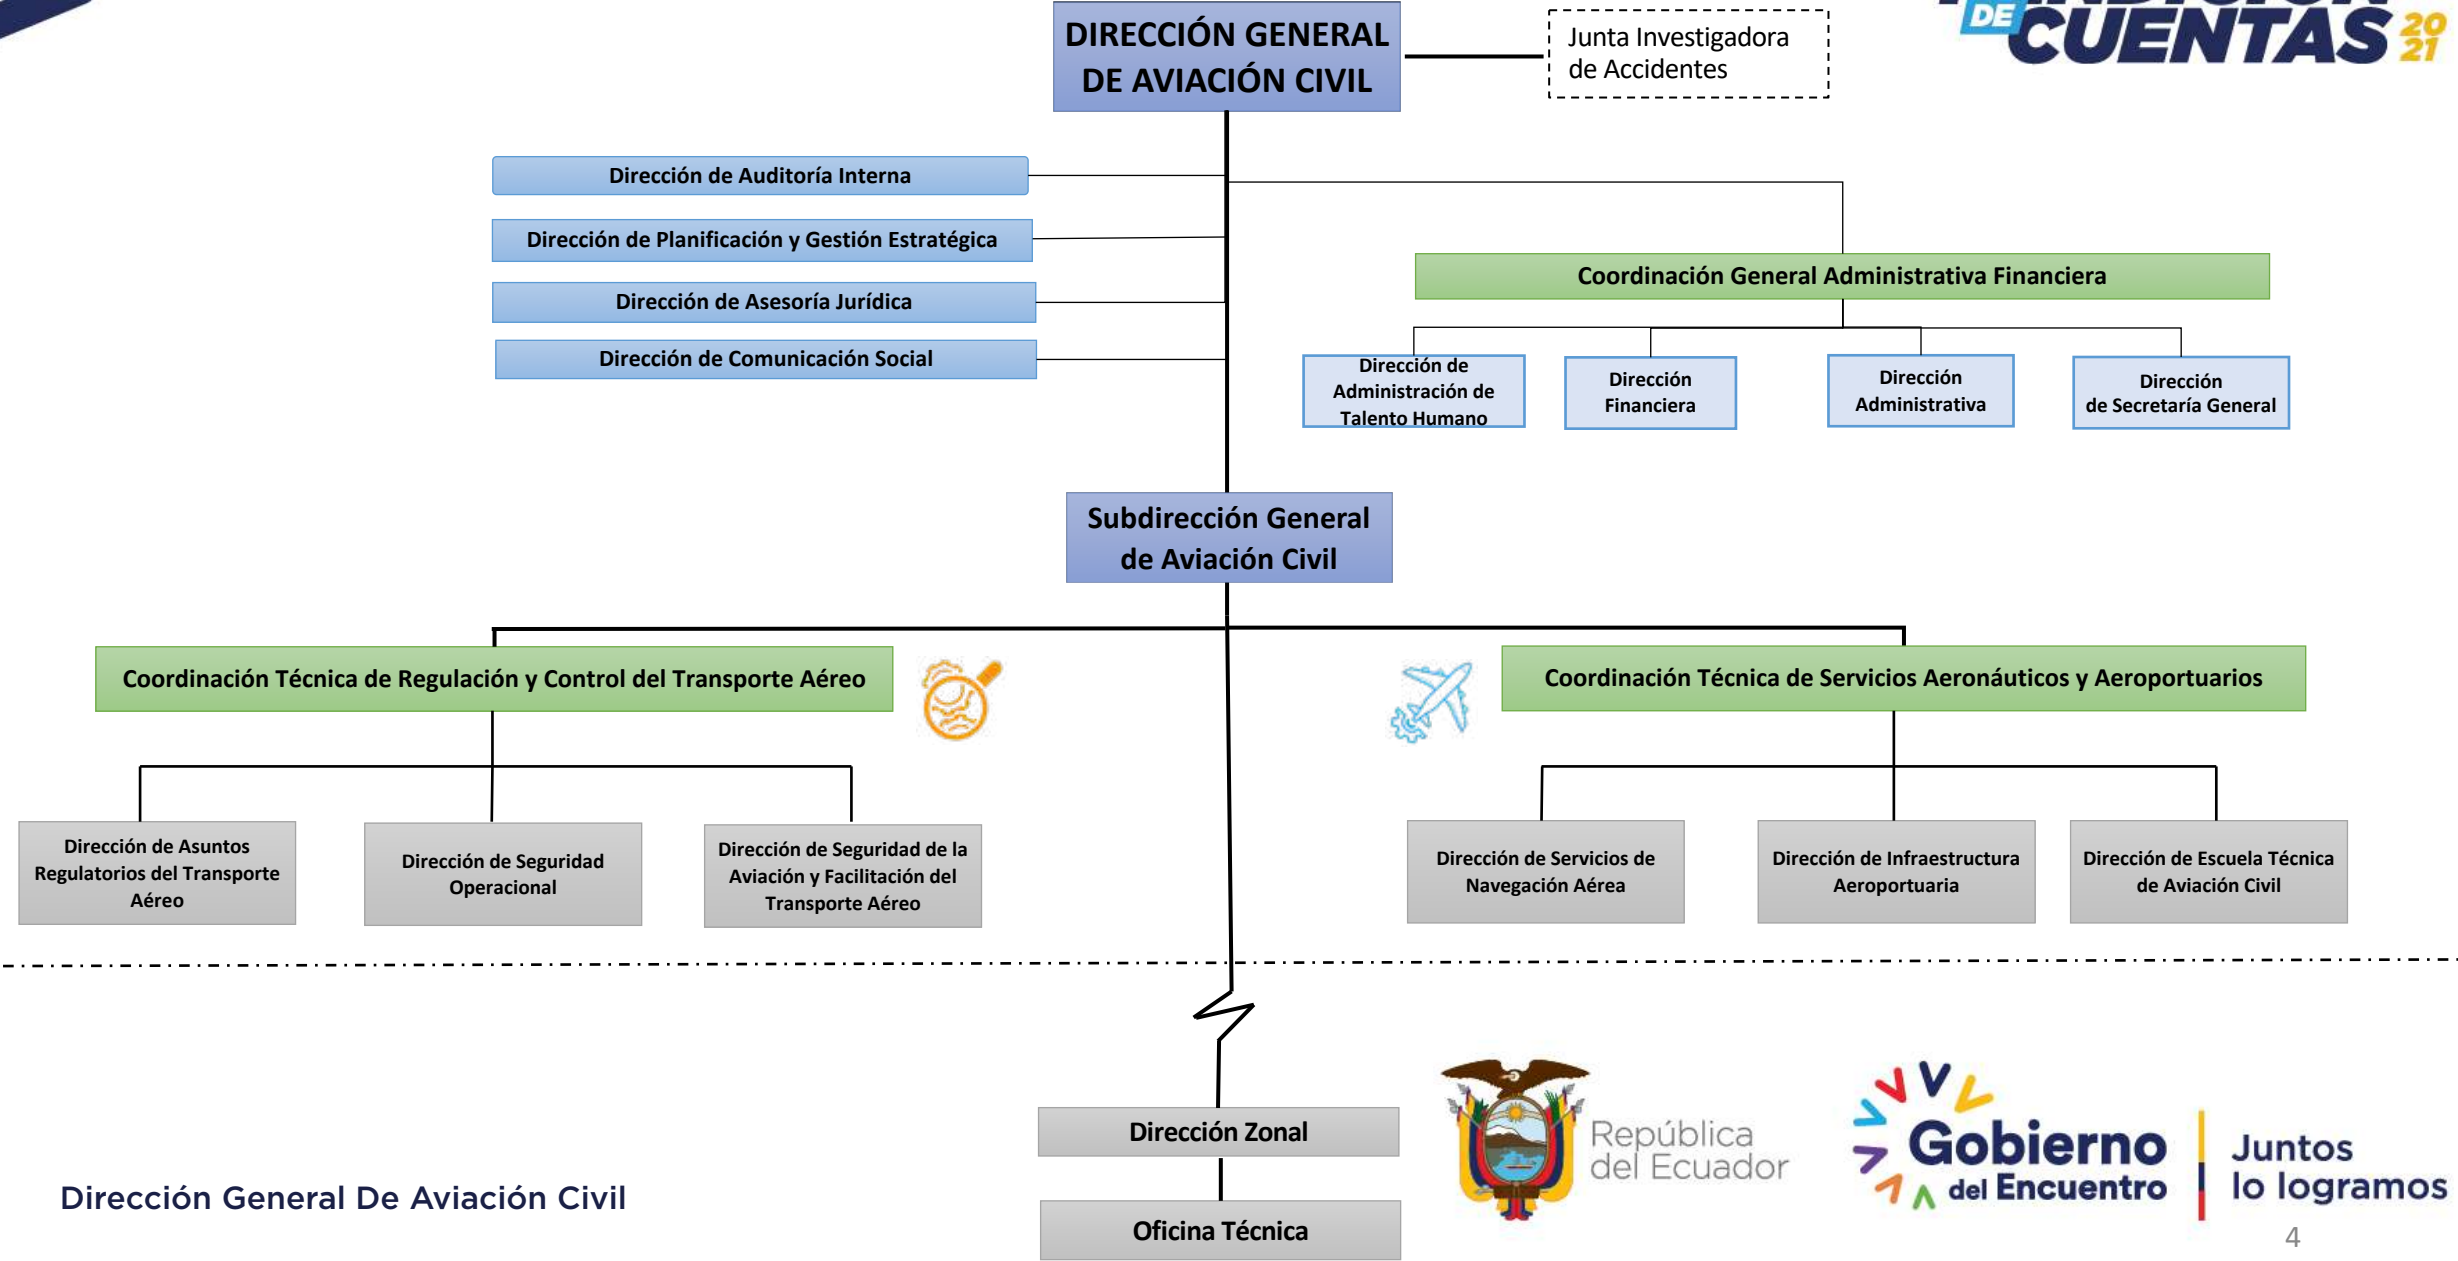 DE
CUENTAS 20
21
DIRECCIÓN GENERAL
DE AVIACIÓN CIVIL
Junta Investigadora
de Accidentes
Dirección de Auditoría Interna
Dirección de Planificación y Gestión Estratégica
Dirección de Asesoría Jurídica
Dirección de Comunicación Social
Coordinación General Administrativa Financiera
Dirección de
Administración de
Talento Humano
Dirección
Financiera
Dirección
Administrativa
Dirección
de Secretaría General
Subdirección General
de Aviación Civil
Coordinación Técnica de Regulación y Control del Transporte Aéreo
Coordinación Técnica de Servicios Aeronáuticos y Aeroportuarios
Dirección de Asuntos
Regulatorios del Transporte
Aéreo
Dirección de Seguridad
Operacional
Dirección de Seguridad de la
Aviación y Facilitación del
Transporte Aéreo
Dirección de Servicios de
Navegación Aérea
Dirección de Infraestructura
Aeroportuaria
Dirección de Escuela Técnica
de Aviación Civil
Dirección Zonal
Oficina Técnica
Dirección General De Aviación Civil
República
del Ecuador
Gobierno
del Encuentro
Juntos
lo logramos
4